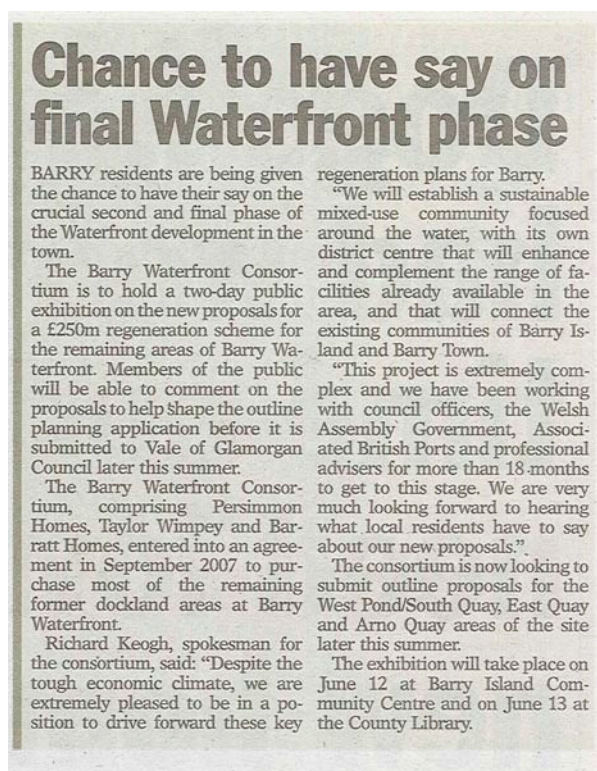 Chance to have say on
final Waterfront phase
BARRY residents are being given
the chance to have their say on the
crucial second and final phase of
the Waterfront development in the
town.
The Barry Waterfront Consor-
tium is to hold a two-day public
exhibition on the new proposals for
a £250m regeneration scheme for
the remaining areas of Barry Wa-
terfront. Members of the public
will be able to comment on the
proposals to help shape the outline
planning application before it is
submitted to Vale of Glamorgan
Council later this summer.
The Barry Waterfront Consor-
tium, comprising Persimmon
Homes, Taylor Wimpey and Bar-
ratt Homes, entered into an agree-
ment in September 2007 to pur-
chase most of the remaining
former dockland areas at Barry
Waterfront.
Richard Keogh, spokesman for
the consortium, said: “Despite the
tough economic climate, we are
extremely pleased to be in a po-
sition to drive forward these key
regeneration plans for Barry.
“We will establish a sustainable
mixed-use community focused
around the water, with its own
district centre that will enhance
and complement the range of fa-
cilities already available in the
area, and that will connect the
existing communities of Barry Is-
land and Barry Town.
“This project is extremely com-
plex and we have been working
with council officers, the Welsh
Assembly Government, Associ-
ated British Ports and professional
advisers for more than 18 months
to get to this stage. We are very
much looking forward to hearing
what local residents have to say
about our new proposals.”
The consortium is now looking to
submit outline proposals for the
West Pond/South Quay, East Quay
and Arno Quay areas of the site
later this summer.
The exhibition will take place on
June 12 at Barry Island Com-
munity Centre and on June 13 at
the County Library.